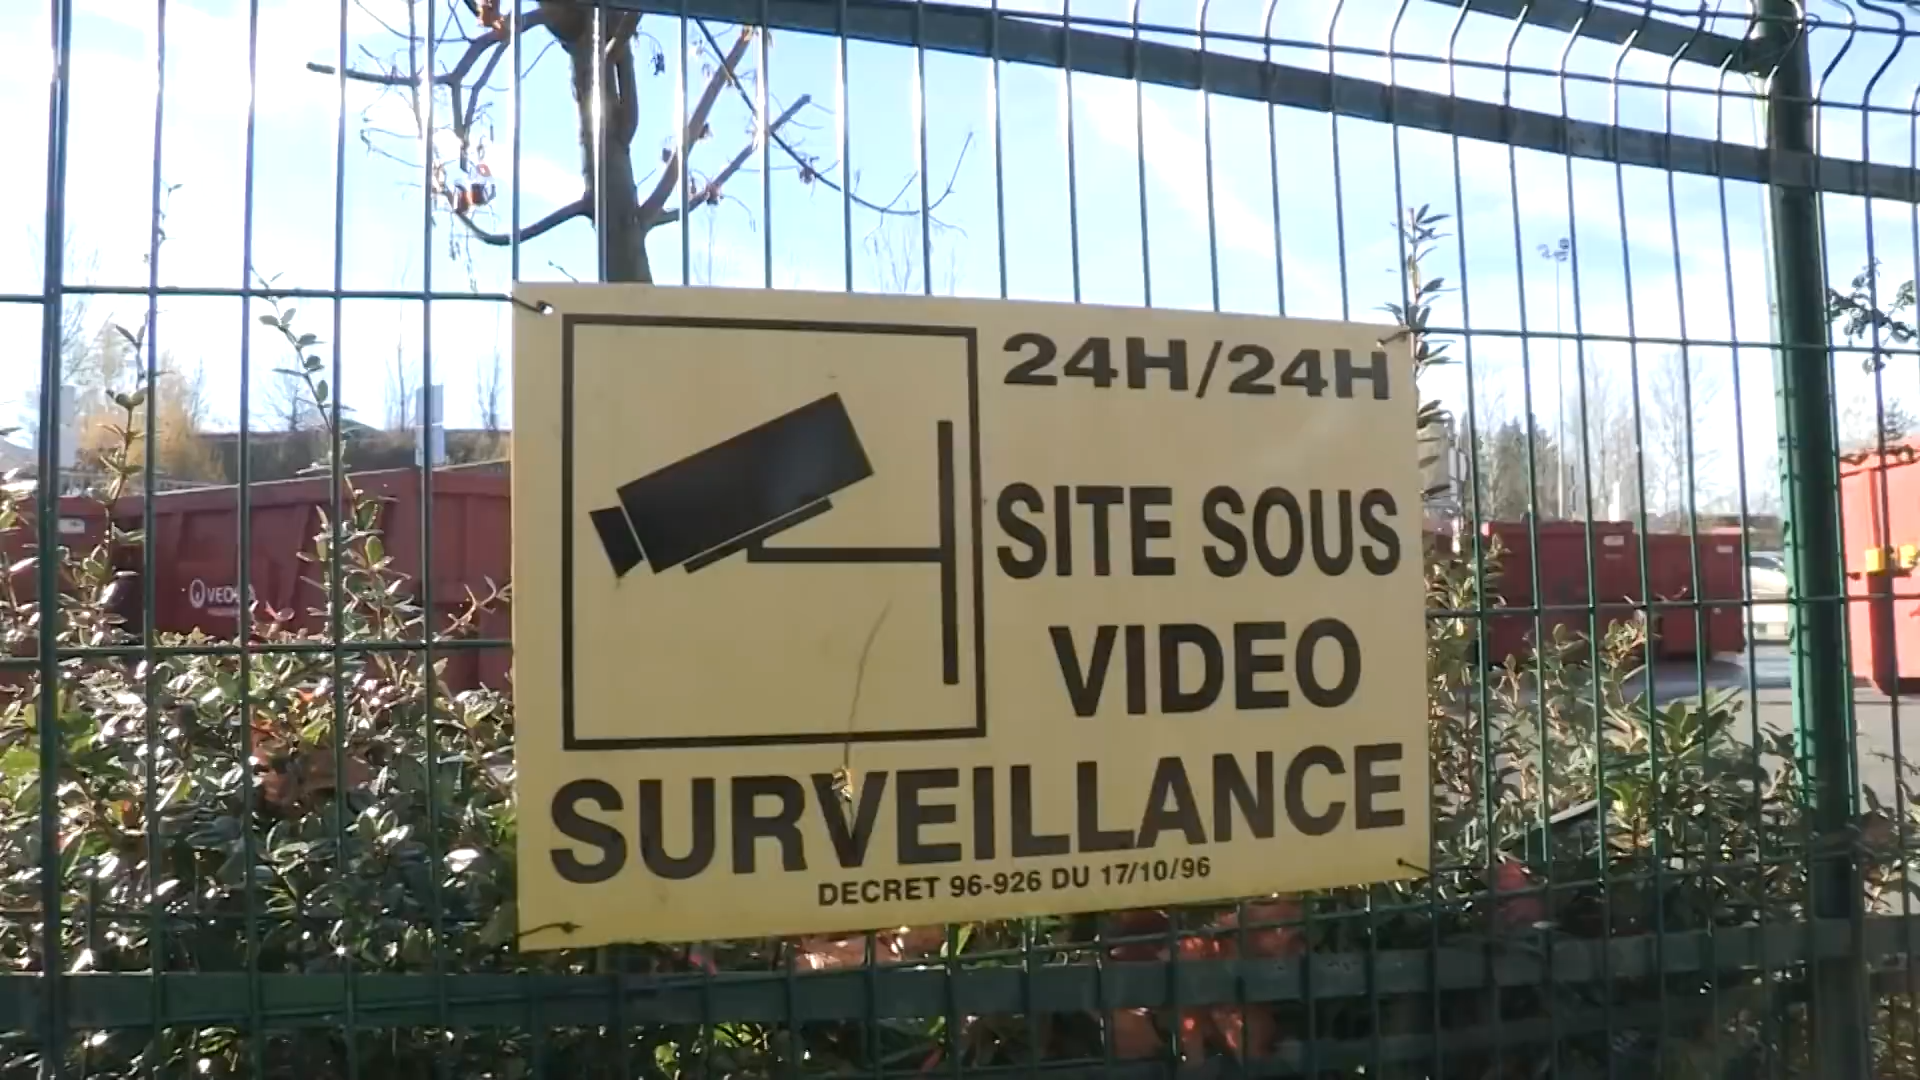 24H/24H
SITE SOUS
VIDEO
SURVEILLANCE
DECRET 96-926 DU 17/10/96